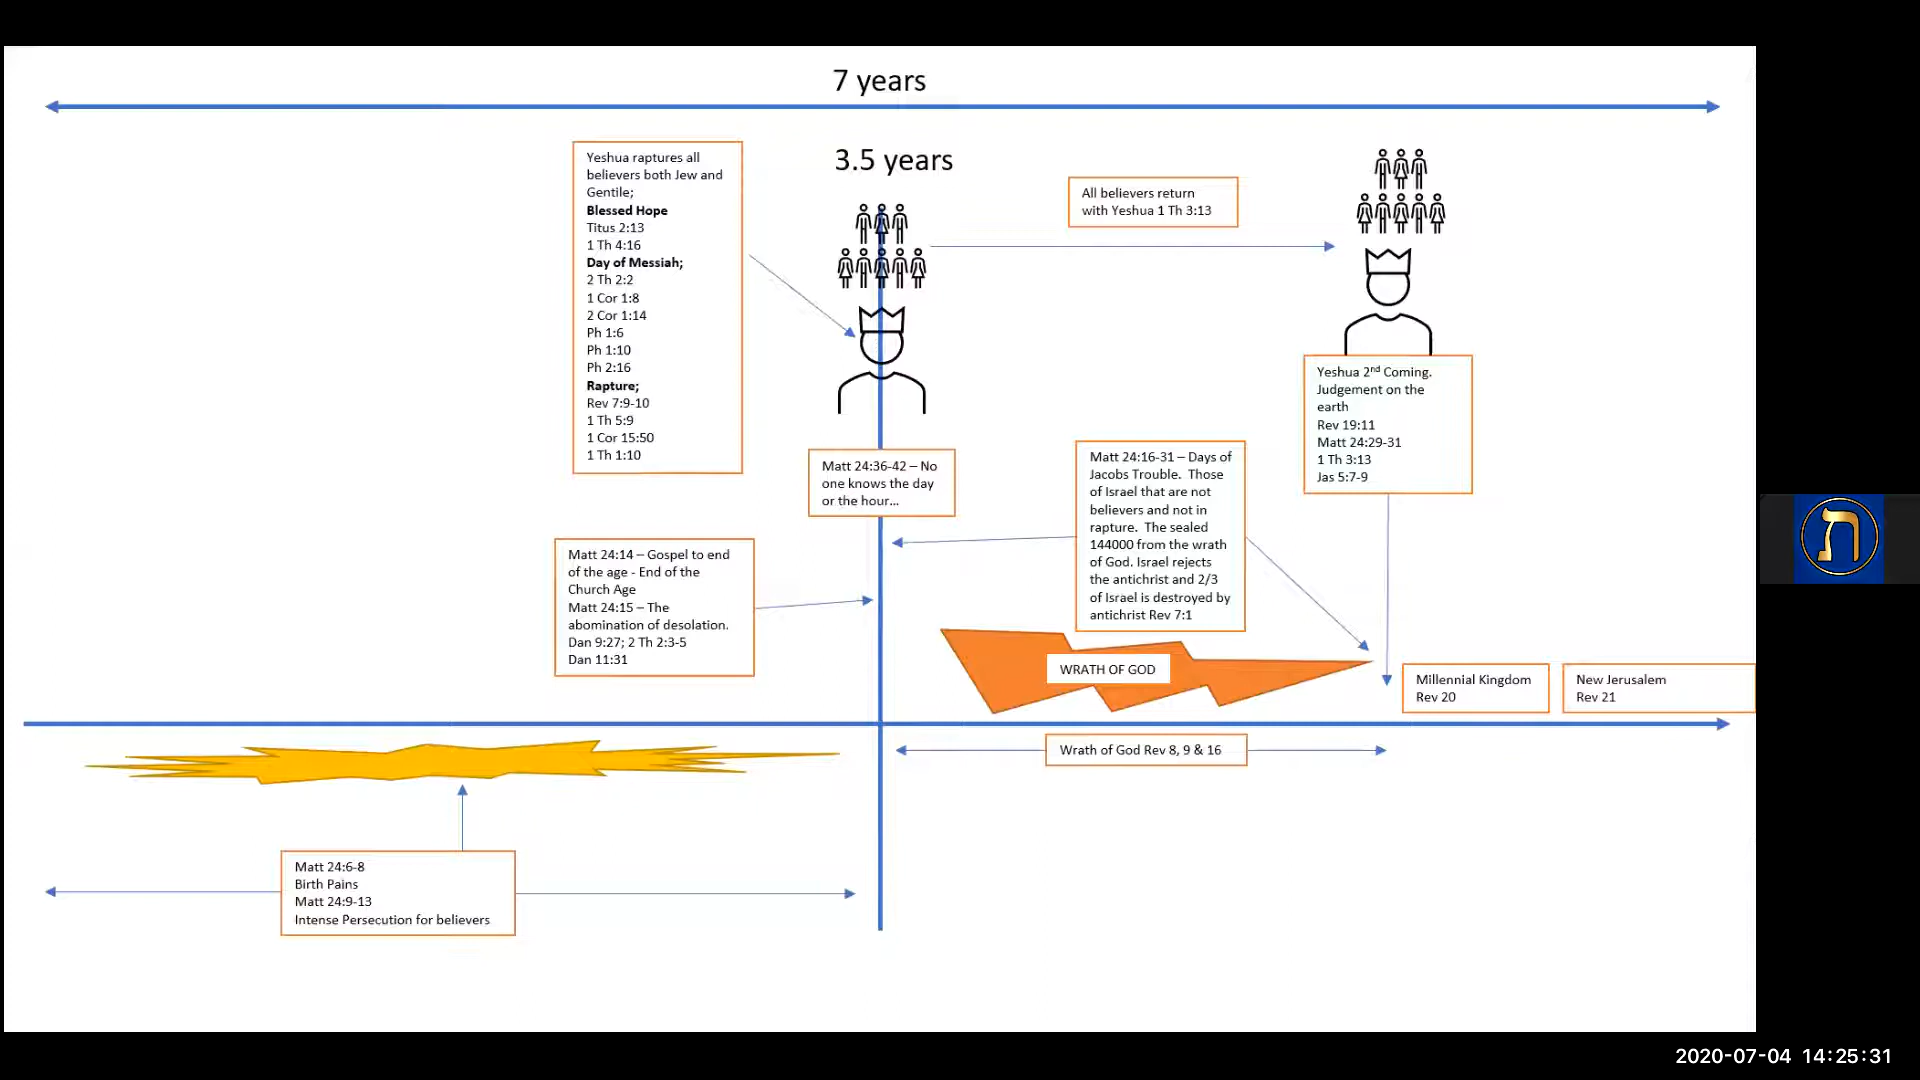 7 years
3.5 years
Yeshua raptures all
believers both Jew and
Gentile;
Blessed Hope
Titus 2:13
1 Th 4:16
Day of Messiah;
2 Th 2:2
1 Cor 1:8
2 Cor 1:14
Ph 1:6
Ph 1:10
Ph 2:16
Rapture;
Rev 7:9-10
1 Th 5:9
1 Cor 15:50
1 Th 1:10
All believers return
with Yeshua 1 Th 3:13
Yeshua 2nd Coming.
Judgement on the
earth
Rev 19:11
Matt 24:29-31
1 Th 3:13
Jas 5:7-9
Matt 24:36-42 – No
one knows the day
or the hour…
Matt 24:16-31 – Days of
Jacobs Trouble. Those
of Israel that are not
believers and not in
rapture. The sealed
144000 from the wrath
of God. Israel rejects
the antichrist and 2/3
of Israel is destroyed by
antichrist Rev 7:1
Matt 24:14 – Gospel to end
of the age - End of the
Church Age
Matt 24:15 – The
abomination of desolation.
Dan 9:27; 2 Th 2:3-5
Dan 11:31
WRATH OF GOD
Millennial Kingdom
Rev 20
New Jerusalem
Rev 21
Wrath of God Rev 8, 9 & 16
Matt 24:6-8
Birth Pains
Matt 24:9-13
Intense Persecution for believers
ת
2020-07-04 14:25:31